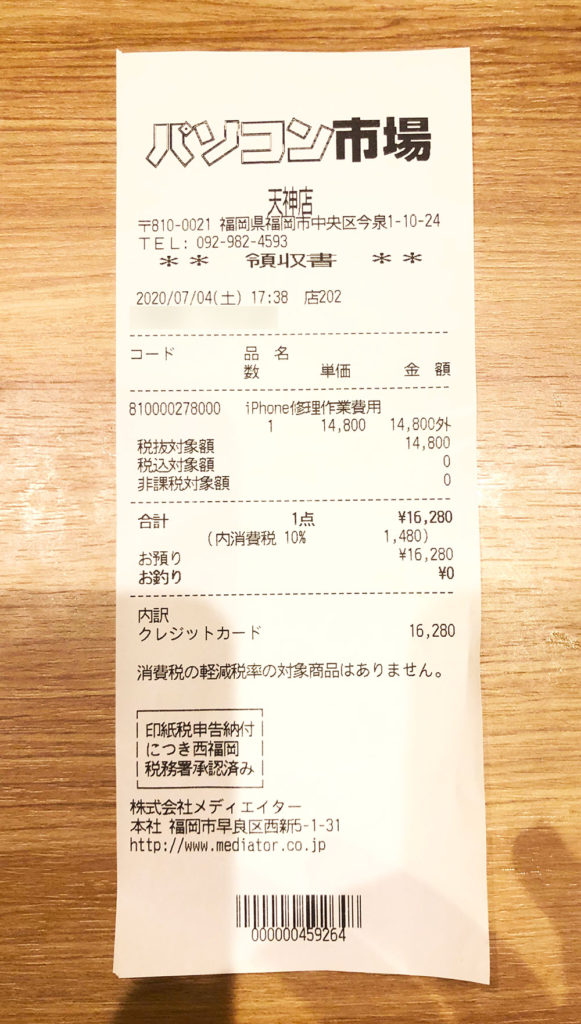 パソコン市場
天神店
〒810-0021 福岡県福岡市中央区今泉1-10-24
TEL: 092-982-4593
＊＊ 領収書 ＊＊
2020/07/04(土) 17:38 店202
コード 品 名
数 単価 金 額
810000278000 iPhone修理作業費用
1 14,800 14,800外
税抜対象額 14,800
税込対象額 0
非課税対象額 0
合計 1点 ¥16,280
(内消費税 10% 1,480)
お預り ¥16,280
お釣り ¥0
内訳
クレジットカード 16,280
消費税の軽減税率の対象商品はありません。
印紙税申告納付
につき西福岡
税務署承認済み
株式会社メディエイター
本社 福岡市早良区西新5-1-31
http://www.mediator.co.jp
000000459264